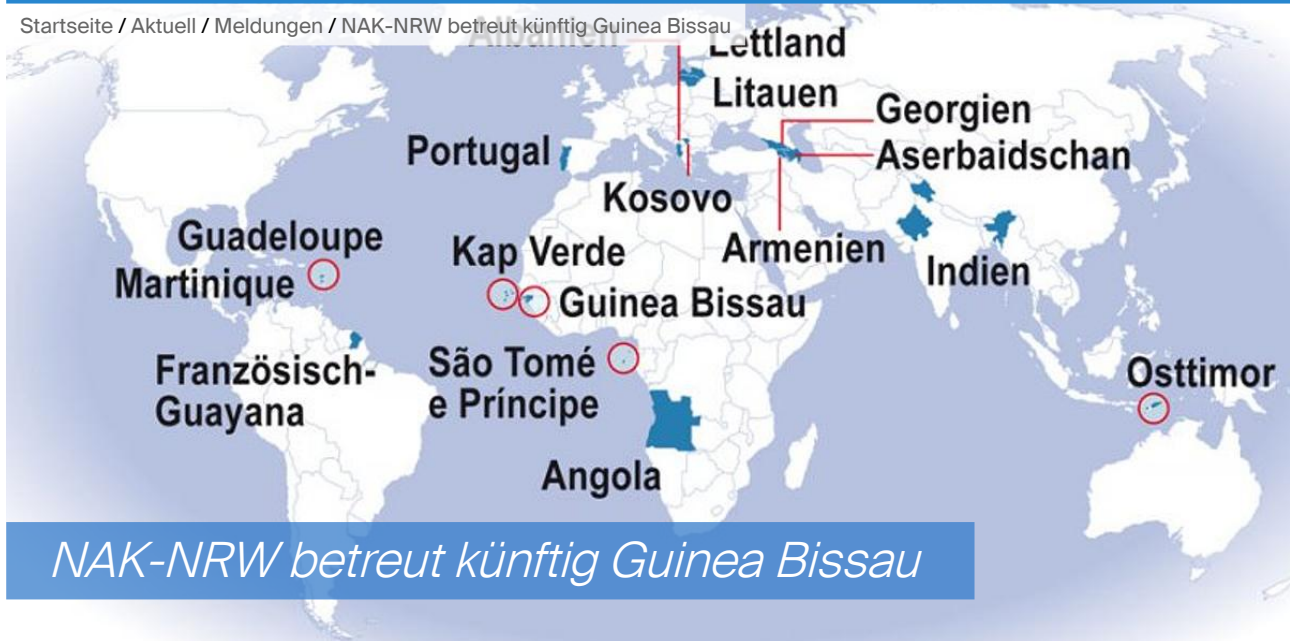 Startseite / Aktuell / Meldungen / NAK-NRW betreut künftig Guinea Bissau
Albanien
Lettland
Litauen
Georgien
Aserbaidschan
Portugal
Kosovo
Armenien
Indien
Guadeloupe
Martinique
Kap Verde
Guinea Bissau
Französisch-
Guayana
São Tomé
e Príncipe
Osttimor
Angola
NAK-NRW betreut künftig Guinea Bissau